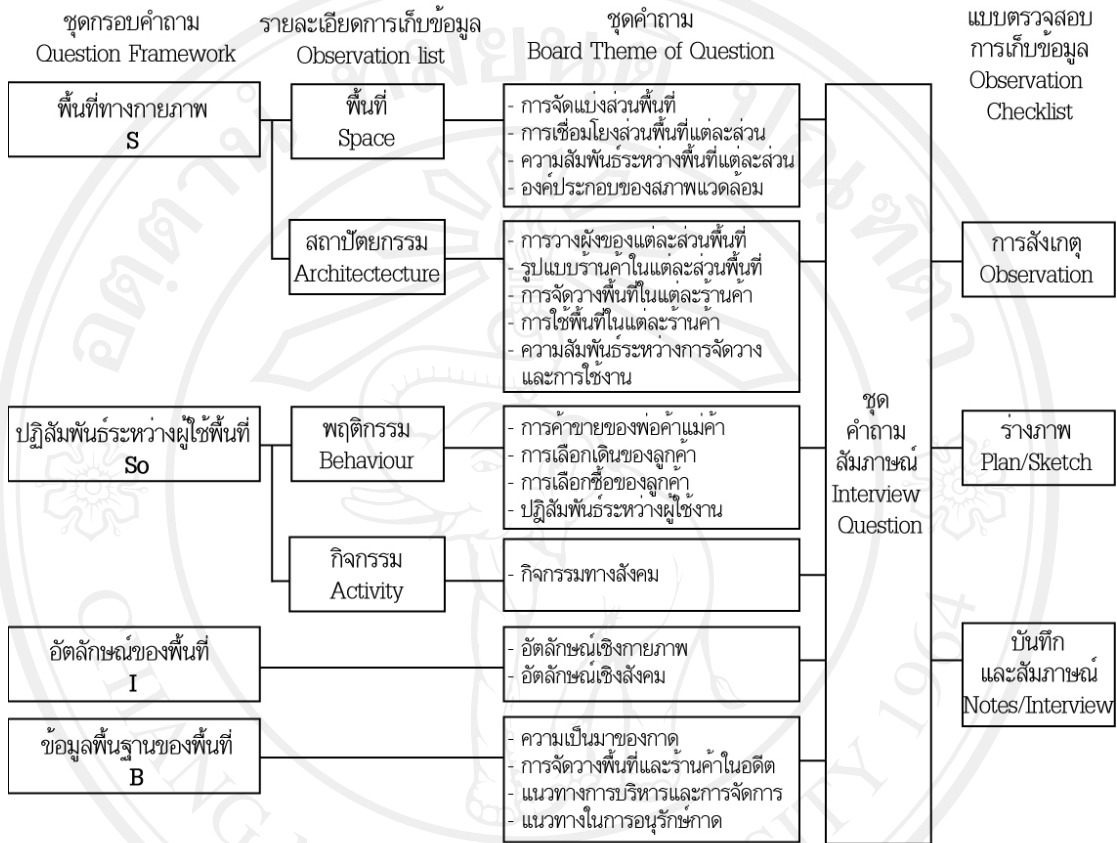 ชุดกรอบคำถาม
Question Framework
รายละเอียดการเก็บข้อมูล
Observation list
ชุดคำถาม
Board Theme of Question
แบบตรวจสอบ
การเก็บข้อมูล
Observation
Checklist
พื้นที่ทางกายภาพ
S
พื้นที่
Space
- การจัดแบ่งส่วนพื้นที่
- การเชื่อมโยงส่วนพื้นที่แต่ละส่วน
- ความสัมพันธ์ระหว่างพื้นที่แต่ละส่วน
- องค์ประกอบของสภาพแวดล้อม
สถาปัตยกรรม
Architectecture
- การวางผังของแต่ละส่วนพื้นที่
- รูปแบบร้านค้าในแต่ละส่วนพื้นที่
- การจัดวางพื้นที่ในแต่ละร้านค้า
- การใช้พื้นที่ในแต่ละร้านค้า
- ความสัมพันธ์ระหว่างการจัดวาง
และการใช้งาน
ปฏิสัมพันธ์ระหว่างผู้ใช้พื้นที่
So
พฤติกรรม
Behaviour
- การค้าขายของพ่อค้าแม่ค้า
- การเลือกเดินของลูกค้า
- การเลือกซื้อของลูกค้า
- ปฏิสัมพันธ์ระหว่างผู้ใช้งาน
กิจกรรม
Activity
- กิจกรรมทางสังคม
อัตลักษณ์ของพื้นที่
I
- อัตลักษณ์เชิงกายภาพ
- อัตลักษณ์เชิงสังคม
ข้อมูลพื้นฐานของพื้นที่
B
- ความเป็นมาของกาด
- การจัดวางพื้นที่และร้านค้าในอดีต
- แนวทางการบริหารและการจัดการ
- แนวทางในการอนุรักษ์กาด
ชุด
คำถาม
สัมภาษณ์
Interview
Question
การสังเกตุ
Observation
ร่างภาพ
Plan/Sketch
บันทึก
และสัมภาษณ์
Notes/Interview